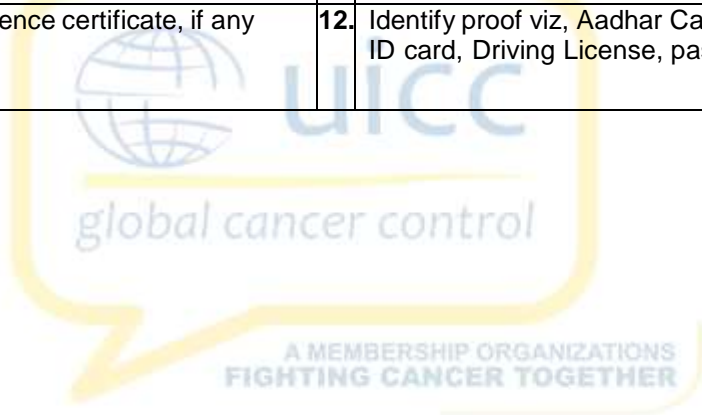 ence certificate, if any
12. Identify proof viz, Aadhar Ca
ID card, Driving License, pas
uicc
global cancer control
A MEMBERSHIP ORGANIZATIONS
FIGHTING CANCER TOGETHER